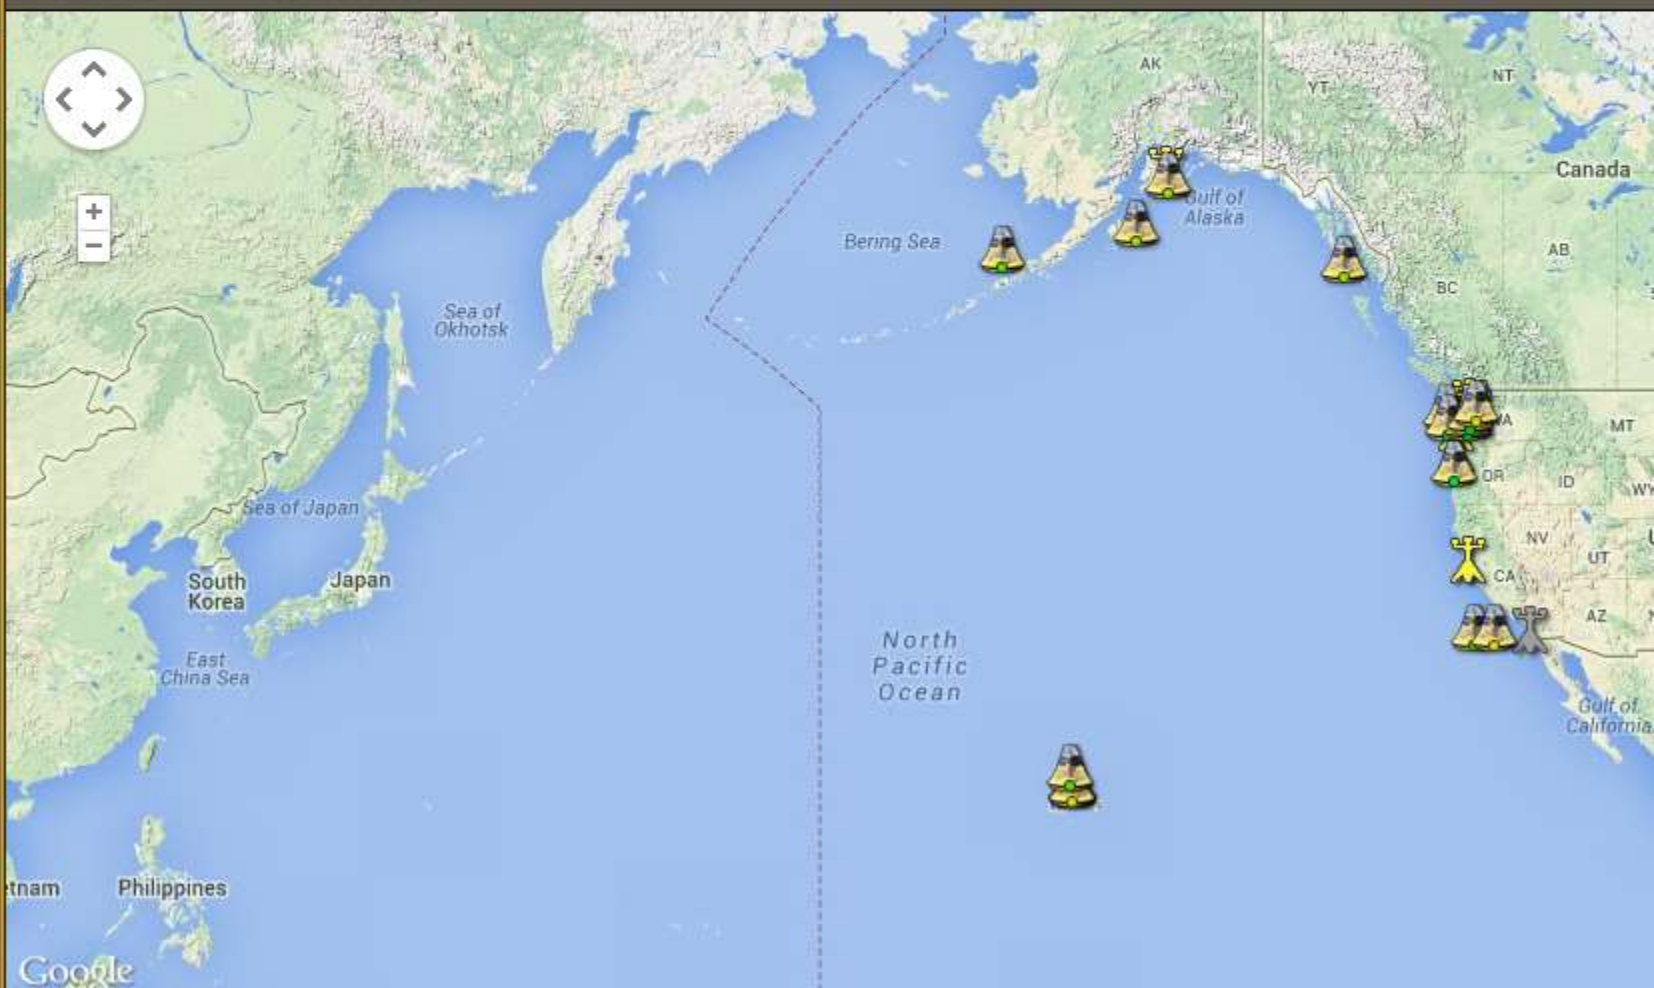 AK
YT
NT
Canada
Gulf of
Alaska
Bering Sea
AB
BC
Sea of
Okhotsk
MT
OR
ID
WY
Sea of Japan
NV
UT
South
Korea
Japan
CA
AZ
North
Pacific
Ocean
East
China Sea
Gulf of
California
etnam
Philippines
Google